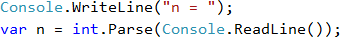 Console.WriteLine("n = ");
var n = int.Parse(Console.ReadLine());